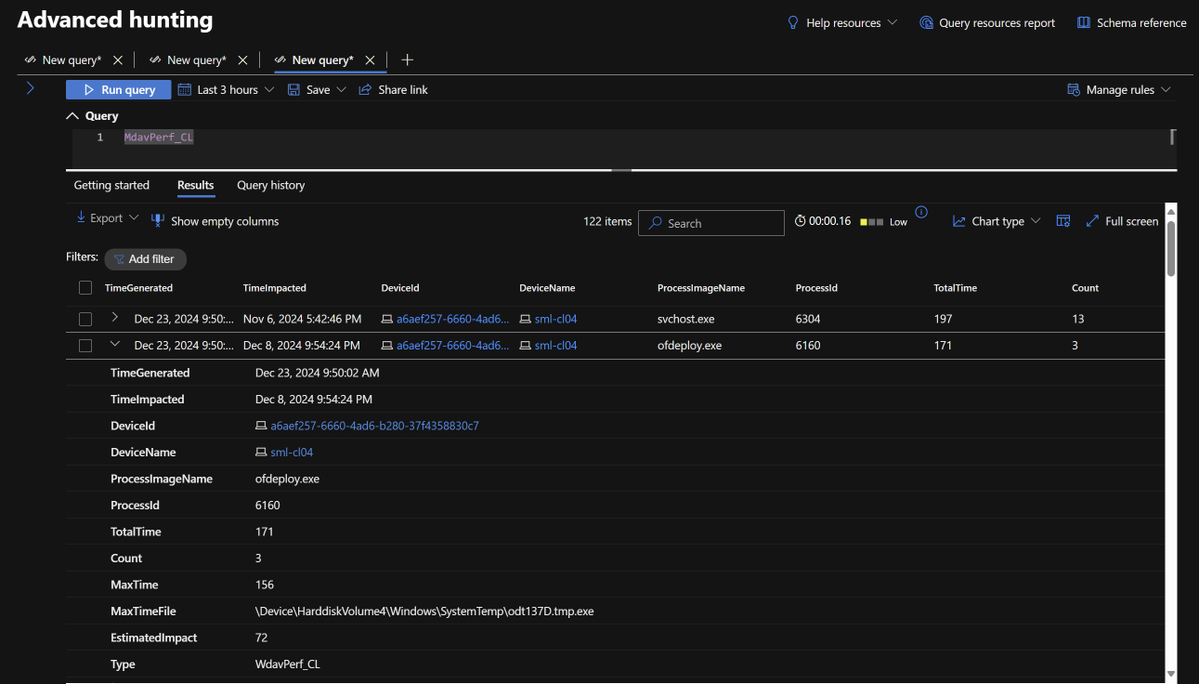 Advanced hunting
Help resources
Query resources report
Schema reference
New query*
New query*
New query*
Run query
Last 3 hours
Save
Share link
Manage rules
Query
1 MdavPerf_CL
Getting started Results Query history
Export
Show empty columns
122 items
Search
00:00.16
Low
Chart type
Full screen
Filters:
Add filter
TimeGenerated TimeImpacted DeviceId DeviceName ProcessImageName ProcessId TotalTime Count
Dec 23, 2024 9:50:... Nov 6, 2024 5:42:46 PM a6aef257-6660-4ad6... sml-cl04 svchost.exe 6304 197 13
Dec 23, 2024 9:50:... Dec 8, 2024 9:54:24 PM a6aef257-6660-4ad6... sml-cl04 ofdeploy.exe 6160 171 3
TimeGenerated Dec 23, 2024 9:50:02 AM
TimeImpacted Dec 8, 2024 9:54:24 PM
DeviceId a6aef257-6660-4ad6-b280-37f4358830c7
DeviceName sml-cl04
ProcessImageName ofdeploy.exe
ProcessId 6160
TotalTime 171
Count 3
MaxTime 156
MaxTimeFile \Device\HarddiskVolume4\Windows\SystemTemp\odt137D.tmp.exe
EstimatedImpact 72
Type WdavPerf_CL